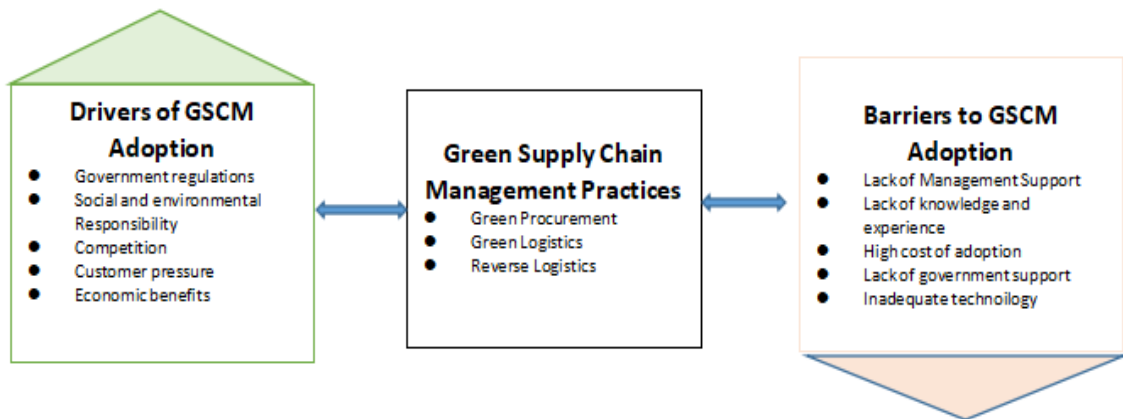 Drivers of GSCM
Adoption
● Government regulations
● Social and environmental
Responsibility
● Competition
● Customer pressure
● Economic benefits
Green Supply Chain
Management Practices
● Green Procurement
● Green Logistics
● Reverse Logistics
Barriers to GSCM
Adoption
● Lack of Management Support
● Lack of knowledge and
experience
● High cost of adoption
● Lack of government support
● Inadequate technoilogy